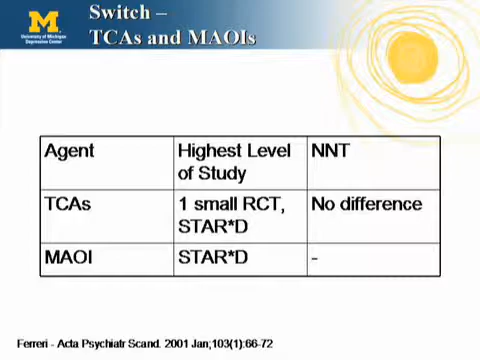 Switch –
TCAs and MAOIs
M
University of Michigan
Depression Center
Agent Highest Level of Study NNT
TCAs 1 small RCT, STAR*D No difference
MAOI STAR*D -
Ferreri - Acta Psychiatr Scand. 2001 Jan;103(1):66-72